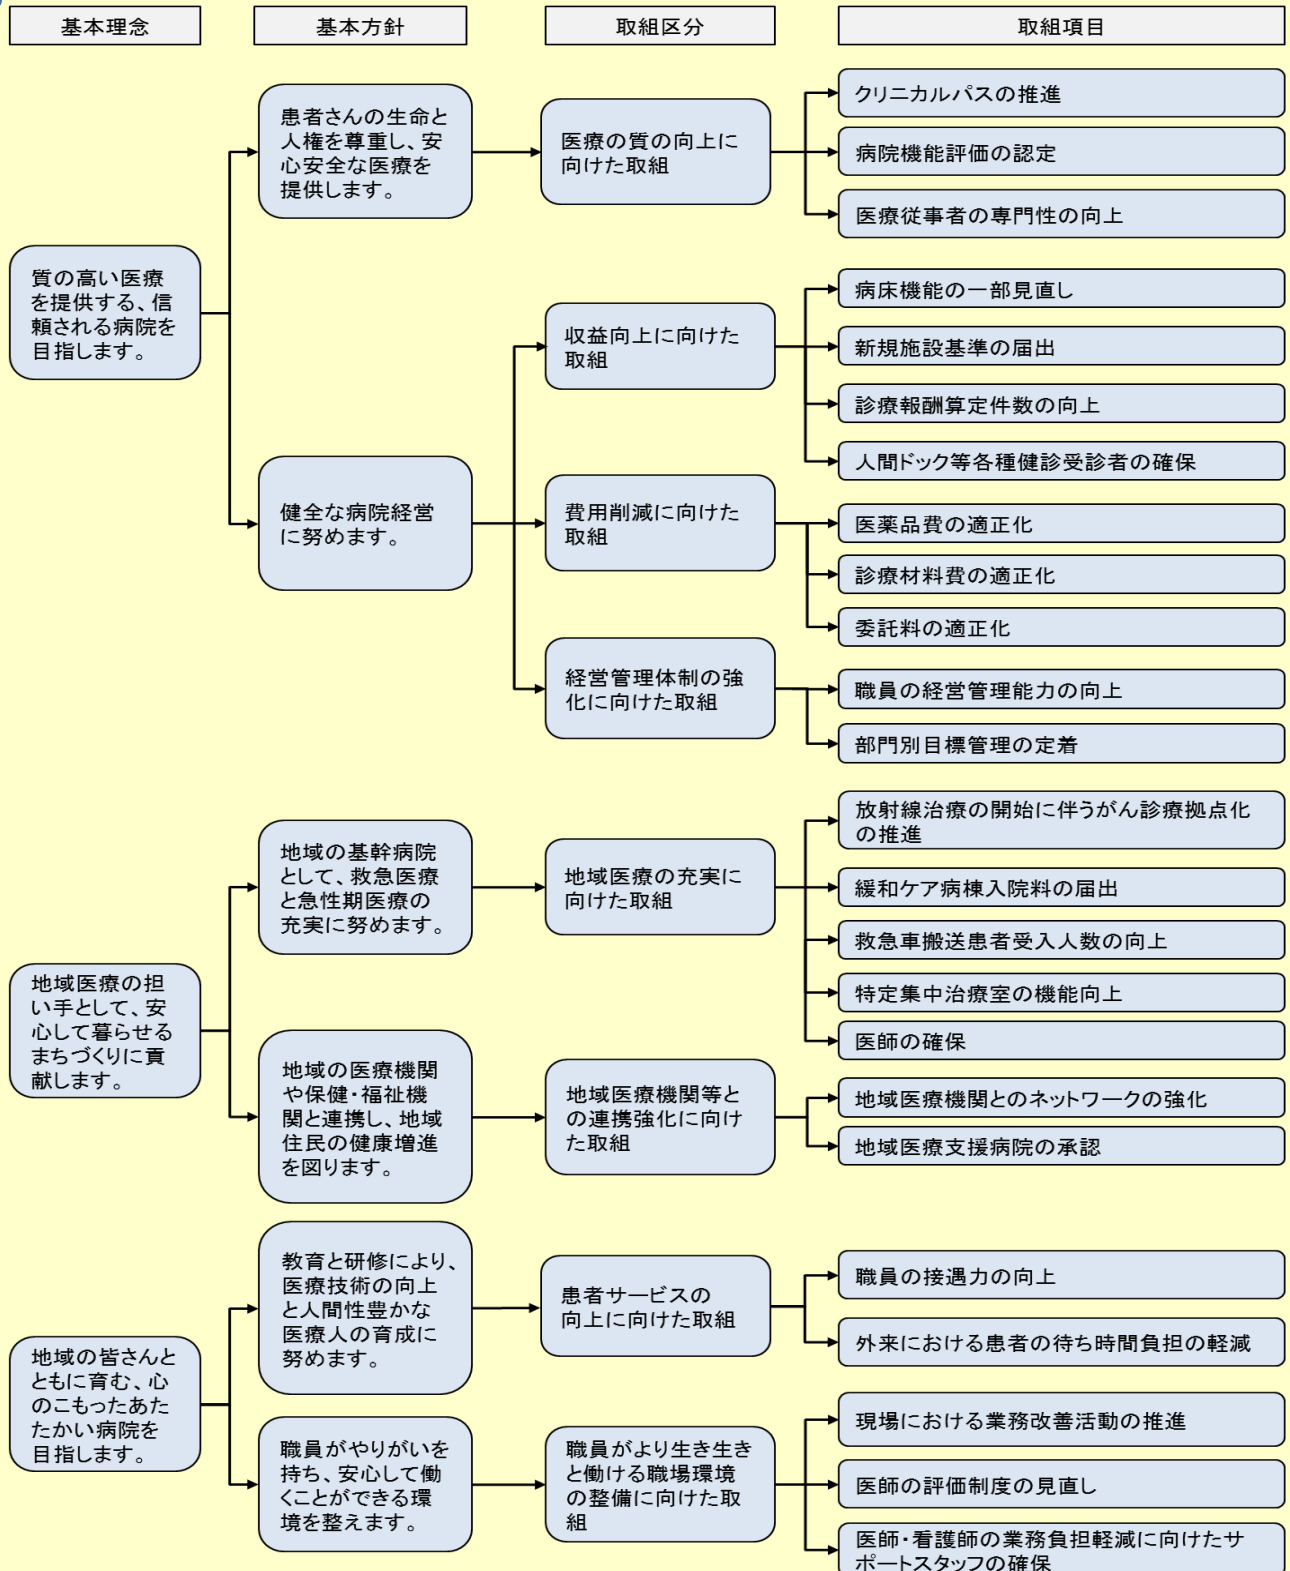 基本理念
基本方針
取組区分
取組項目
質の高い医療
を提供する、信
頼される病院を
目指します。
患者さんの生命と
人権を尊重し、安
心安全な医療を
提供します。
医療の質の向上に
向けた取組
クリニカルパスの推進
病院機能評価の認定
医療従事者の専門性の向上
健全な病院経営
に努めます。
収益向上に向けた
取組
病床機能の一部見直し
新規施設基準の届出
診療報酬算定件数の向上
人間ドック等各種健診受診者の確保
費用削減に向けた
取組
医薬品費の適正化
診療材料費の適正化
委託料の適正化
経営管理体制の強
化に向けた取組
職員の経営管理能力の向上
部門別目標管理の定着
地域医療の担
い手として、安
心して暮らせる
まちづくりに貢
献します。
地域の基幹病院
として、救急医療
と急性期医療の
充実に努めます。
地域医療の充実に
向けた取組
放射線治療の開始に伴うがん診療拠点化
の推進
緩和ケア病棟入院料の届出
救急車搬送患者受入人数の向上
特定集中治療室の機能向上
医師の確保
地域の医療機関
や保健・福祉機
関と連携し、地域
住民の健康増進
を図ります。
地域医療機関等と
の連携強化に向け
た取組
地域医療機関とのネットワークの強化
地域医療支援病院の承認
地域の皆さんと
ともに育む、心
のこもったあた
たかい病院を
目指します。
教育と研修により、
医療技術の向上
と人間性豊かな
医療人の育成に
努めます。
患者サービスの
向上に向けた取組
職員の接遇力の向上
外来における患者の待ち時間負担の軽減
職員がやりがいを
持ち、安心して働
くことができる環
境を整えます。
職員がより生き生き
と働ける職場環境
の整備に向けた取
組
現場における業務改善活動の推進
医師の評価制度の見直し
医師・看護師の業務負担軽減に向けたサ
ポートスタッフの確保